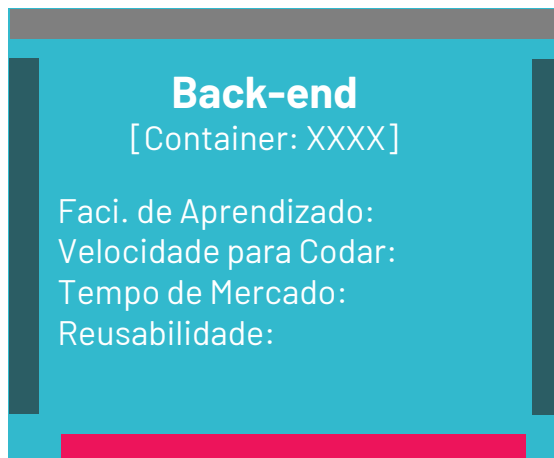 Back-end
[Container: XXXX]
Faci. de Aprendizado:
Velocidade para Codar:
Tempo de Mercado:
Reusabilidade: